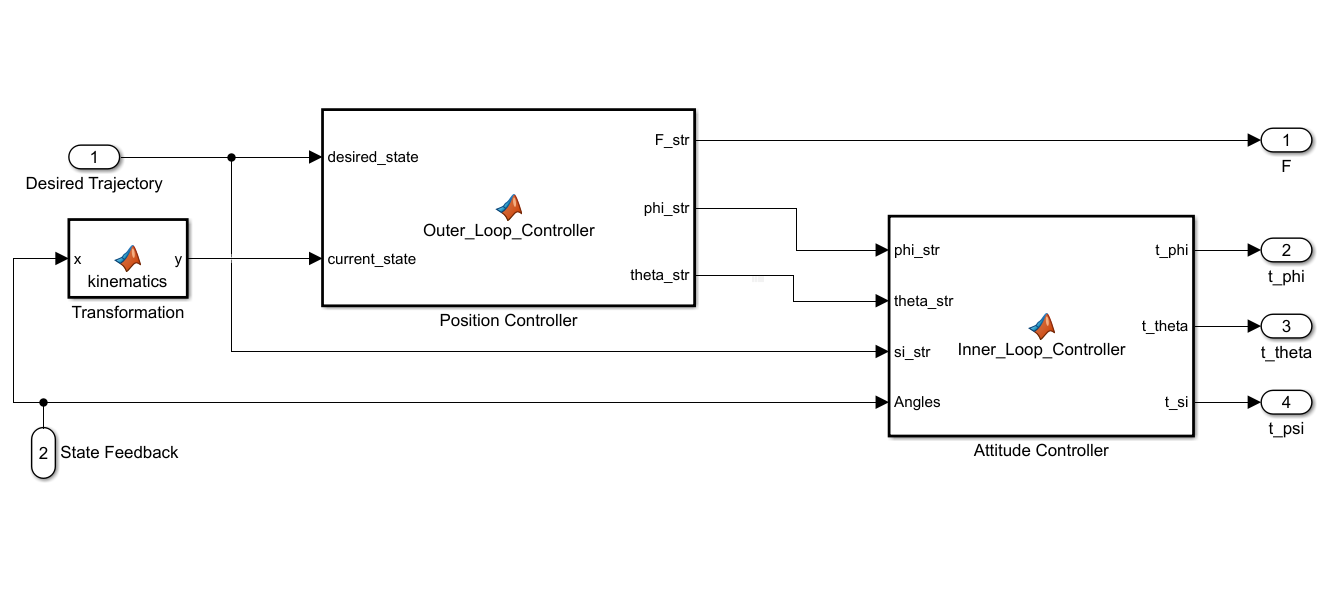 1
Desired Trajectory
x
y
kinematics
Transformation
2
State Feedback
desired_state
current_state
Outer_Loop_Controller
F_str
phi_str
theta_str
Position Controller
phi_str
theta_str
si_str
Angles
Inner_Loop_Controller
t_phi
t_theta
t_si
Attitude Controller
1
F
2
t_phi
3
t_theta
4
t_psi